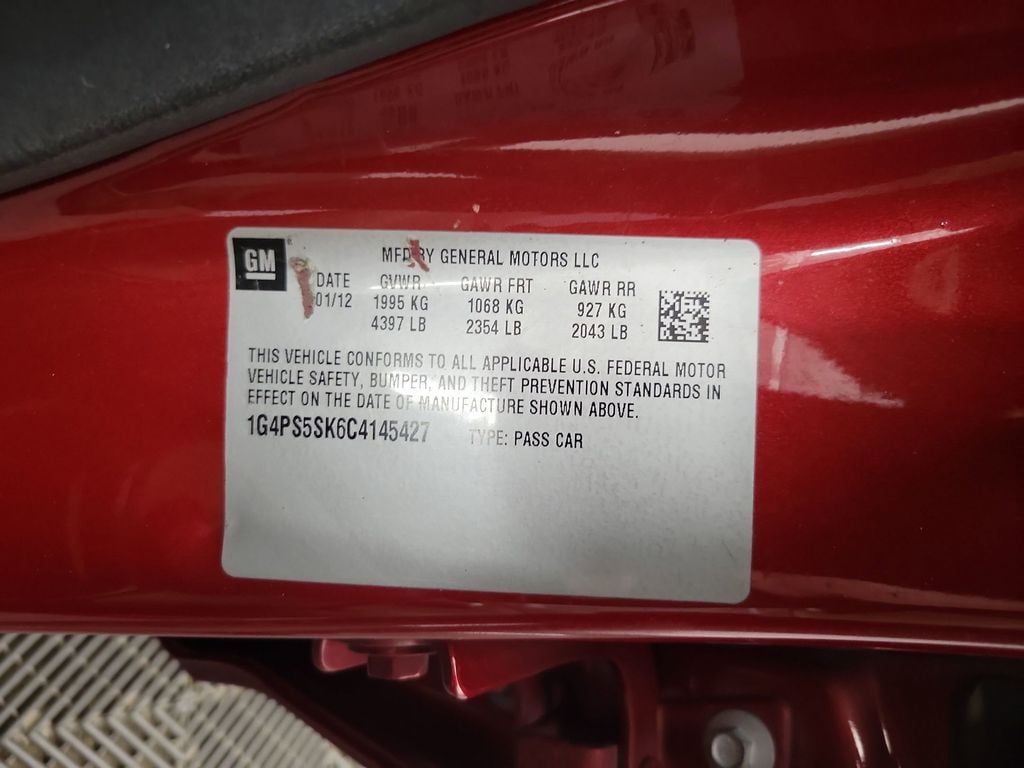 GM
MFD BY GENERAL MOTORS LLC
DATE GVWR GAWR FRT GAWR RR
01/12 1995 KG 1068 KG 927 KG
4397 LB 2354 LB 2043 LB
THIS VEHICLE CONFORMS TO ALL APPLICABLE U.S. FEDERAL MOTOR
VEHICLE SAFETY, BUMPER, AND THEFT PREVENTION STANDARDS IN
EFFECT ON THE DATE OF MANUFACTURE SHOWN ABOVE.
1G4PS5SK6C4145427 TYPE: PASS CAR